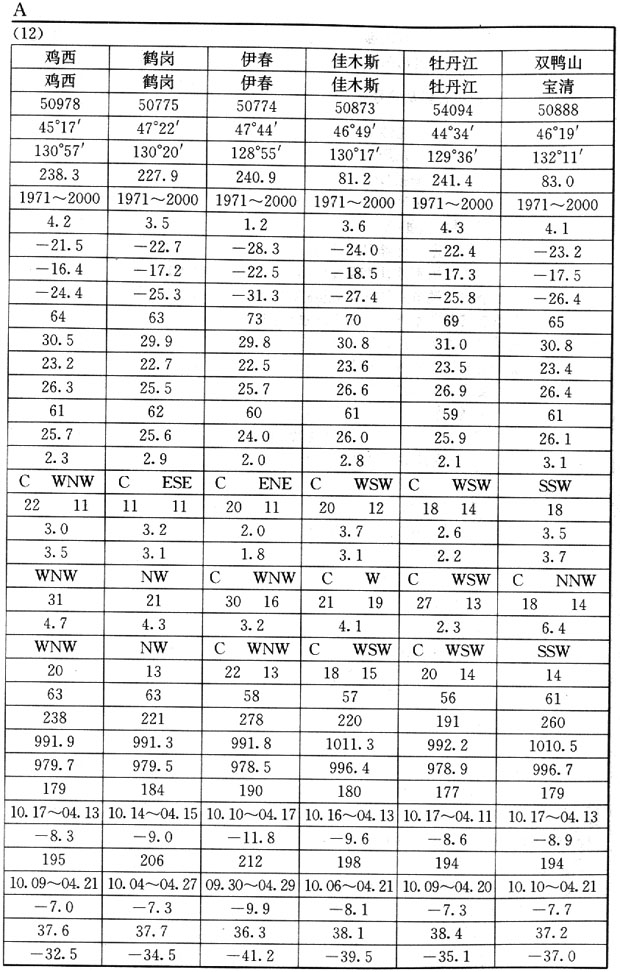 A
(12)
鸡西 鹤岗 伊春 佳木斯 牡丹江 双鸭山
鸡西 鹤岗 伊春 佳木斯 牡丹江 宝清
50978 50775 50774 50873 54094 50888
45°17′ 47°22′ 47°44′ 46°49′ 44°34′ 46°19′
130°57′ 130°20′ 128°55′ 130°17′ 129°36′ 132°11′
238.3 227.9 240.9 81.2 241.4 83.0
1971～2000 1971～2000 1971～2000 1971～2000 1971～2000 1971～2000
4.2 3.5 1.2 3.6 4.3 4.1
−21.5 −22.7 −28.3 −24.0 −22.4 −23.2
−16.4 −17.2 −22.5 −18.5 −17.3 −17.5
−24.4 −25.3 −31.3 −27.4 −25.8 −26.4
64 63 73 70 69 65
30.5 29.9 29.8 30.8 31.0 30.8
23.2 22.7 22.5 23.6 23.5 23.4
26.3 25.5 25.7 26.6 26.9 26.4
61 62 60 61 59 61
25.7 25.6 24.0 26.0 25.9 26.1
2.3 2.9 2.0 2.8 2.1 3.1
C WNW C ESE C ENE C WSW C WSW SSW
22 11 11 11 20 11 20 12 18 14 18
3.0 3.2 2.0 3.7 2.6 3.5
3.5 3.1 1.8 3.1 2.2 3.7
WNW NW C WNW C W C WSW C NNW
31 21 30 16 21 19 27 13 18 14
4.7 4.3 3.2 4.1 2.3 6.4
WNW NW C WNW C WSW C WSW SSW
20 13 22 13 18 15 20 14 14
63 63 58 57 56 61
238 221 278 220 191 260
991.9 991.3 991.8 1011.3 992.2 1010.5
979.7 979.5 978.5 996.4 978.9 996.7
179 184 190 180 177 179
10.17～04.13 10.14～04.15 10.10～04.17 10.16～04.13 10.17～04.11 10.17～04.13
−8.3 −9.0 −11.8 −9.6 −8.6 −8.9
195 206 212 198 194 194
10.09～04.21 10.04～04.27 09.30～04.29 10.06～04.21 10.09～04.20 10.10～04.21
−7.0 −7.3 −9.9 −8.1 −7.3 −7.7
37.6 37.7 36.3 38.1 38.4 37.2
−32.5 −34.5 −41.2 −39.5 −35.1 −37.0